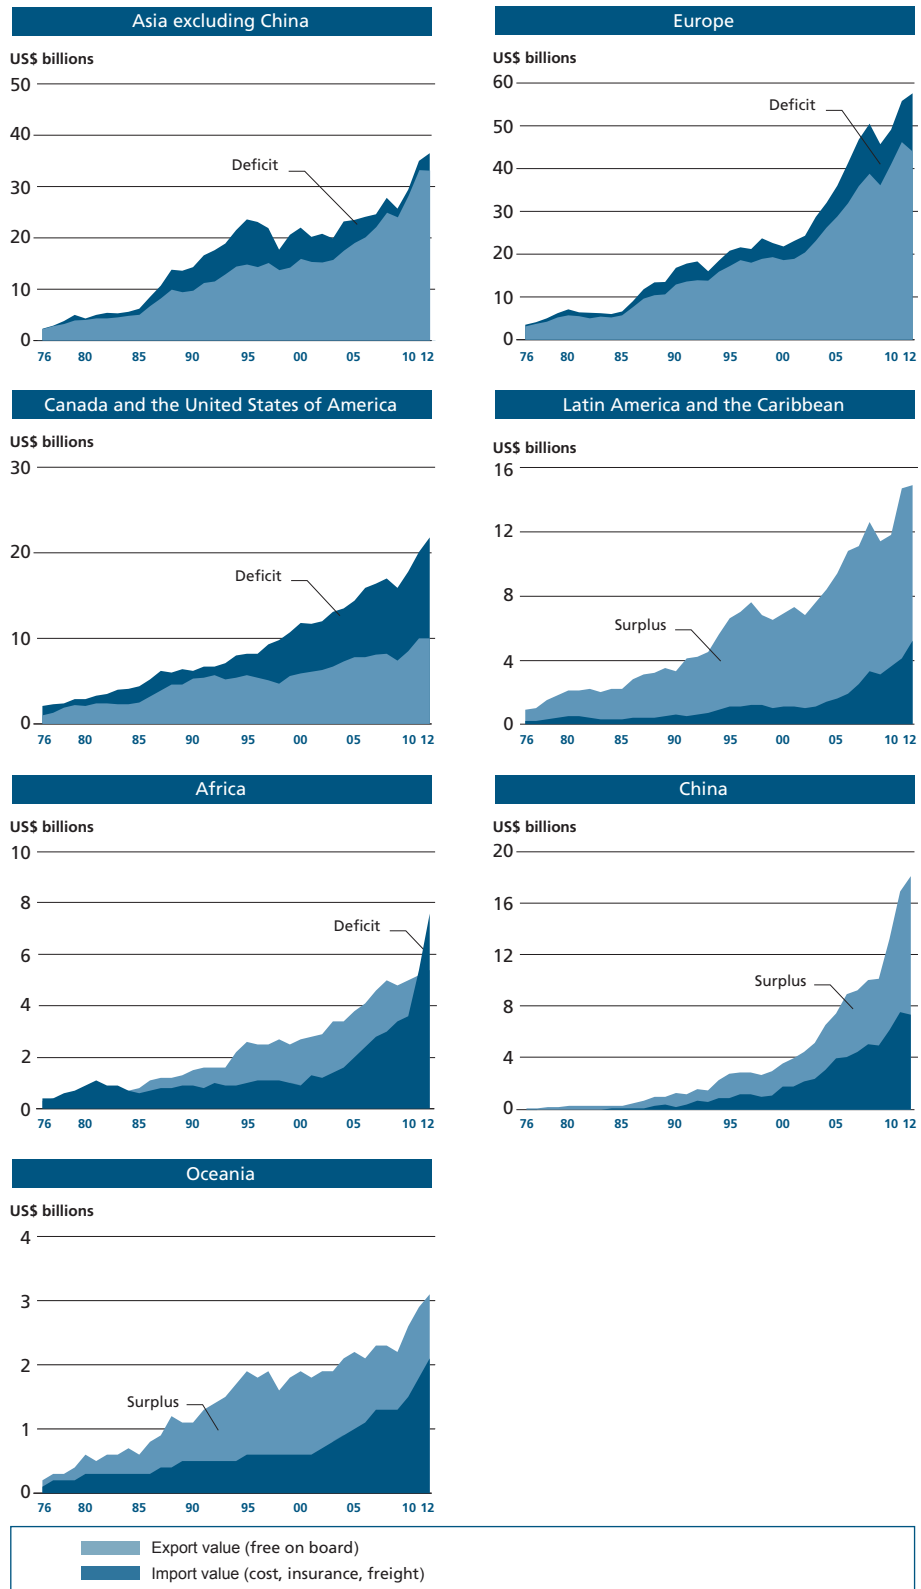 Asia excluding China
US$ billions
50
40
Deficit
30
20
10
0
76 80 85 90 95 00 05 10 12
Europe
US$ billions
60
Deficit
50
40
30
20
10
0
76 80 85 90 95 00 05 10 12
Canada and the United States of America
US$ billions
30
20
Deficit
10
0
76 80 85 90 95 00 05 10 12
Latin America and the Caribbean
US$ billions
16
12
8
Surplus
4
0
76 80 85 90 95 00 05 10 12
Africa
US$ billions
10
8
Deficit
6
4
2
0
76 80 85 90 95 00 05 10 12
China
US$ billions
20
16
12
Surplus
8
4
0
76 80 85 90 95 00 05 10 12
Oceania
US$ billions
4
3
2
Surplus
1
0
76 80 85 90 95 00 05 10 12
Export value (free on board)
Import value (cost, insurance, freight)